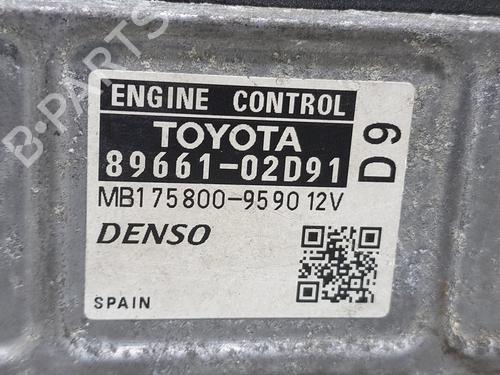 B-PARTS
ENGINE CONTROL
TOYOTA
89661-02D91
D9
MB175800-9590 12V
DENSO
SPAIN